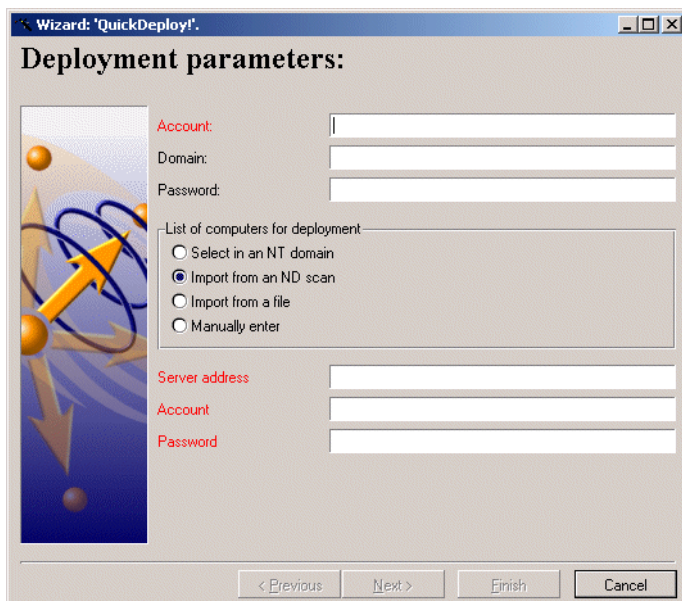 Wizard: 'QuickDeploy!'.
Deployment parameters:
Account:
Domain:
Password:
List of computers for deployment
Select in an NT domain
Import from an ND scan
Import from a file
Manually enter
Server address
Account
Password
< Previous Next > Finish Cancel